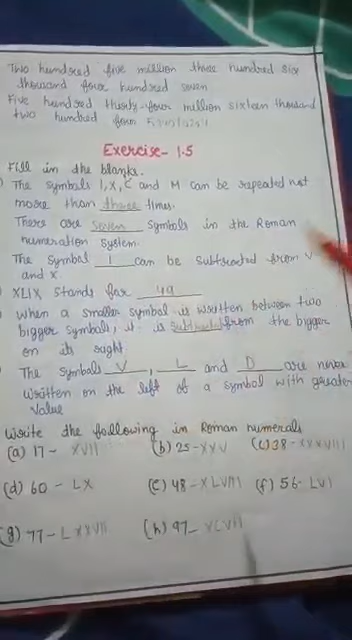 Two hundred five million three hundred six
thousand four hundred seven
Five hundred thirty-four million sixteen thousand
two hundred four
Exercise- 1.5
Fill in the blanks.
The symbols I, X, C and M can be repeated not
more than three times.
There are seven symbols in the Roman
numeration system.
The symbol I can be subtracted from V
and X.
XLIX stands for 49
When a smaller symbol is written between two
bigger symbols, it is from the bigger
on its right.
The symbols V, L and D are never
written on the left of a symbol with greater
value
Write the following in Roman numerals
(a) 17- XVII (b) 25-XXV (c) 38-XXXVIII
(d) 60 - LX (e) 48-XLVIII (f) 56-LVI
(g) 77-LXXVII (h) 97- XLVII